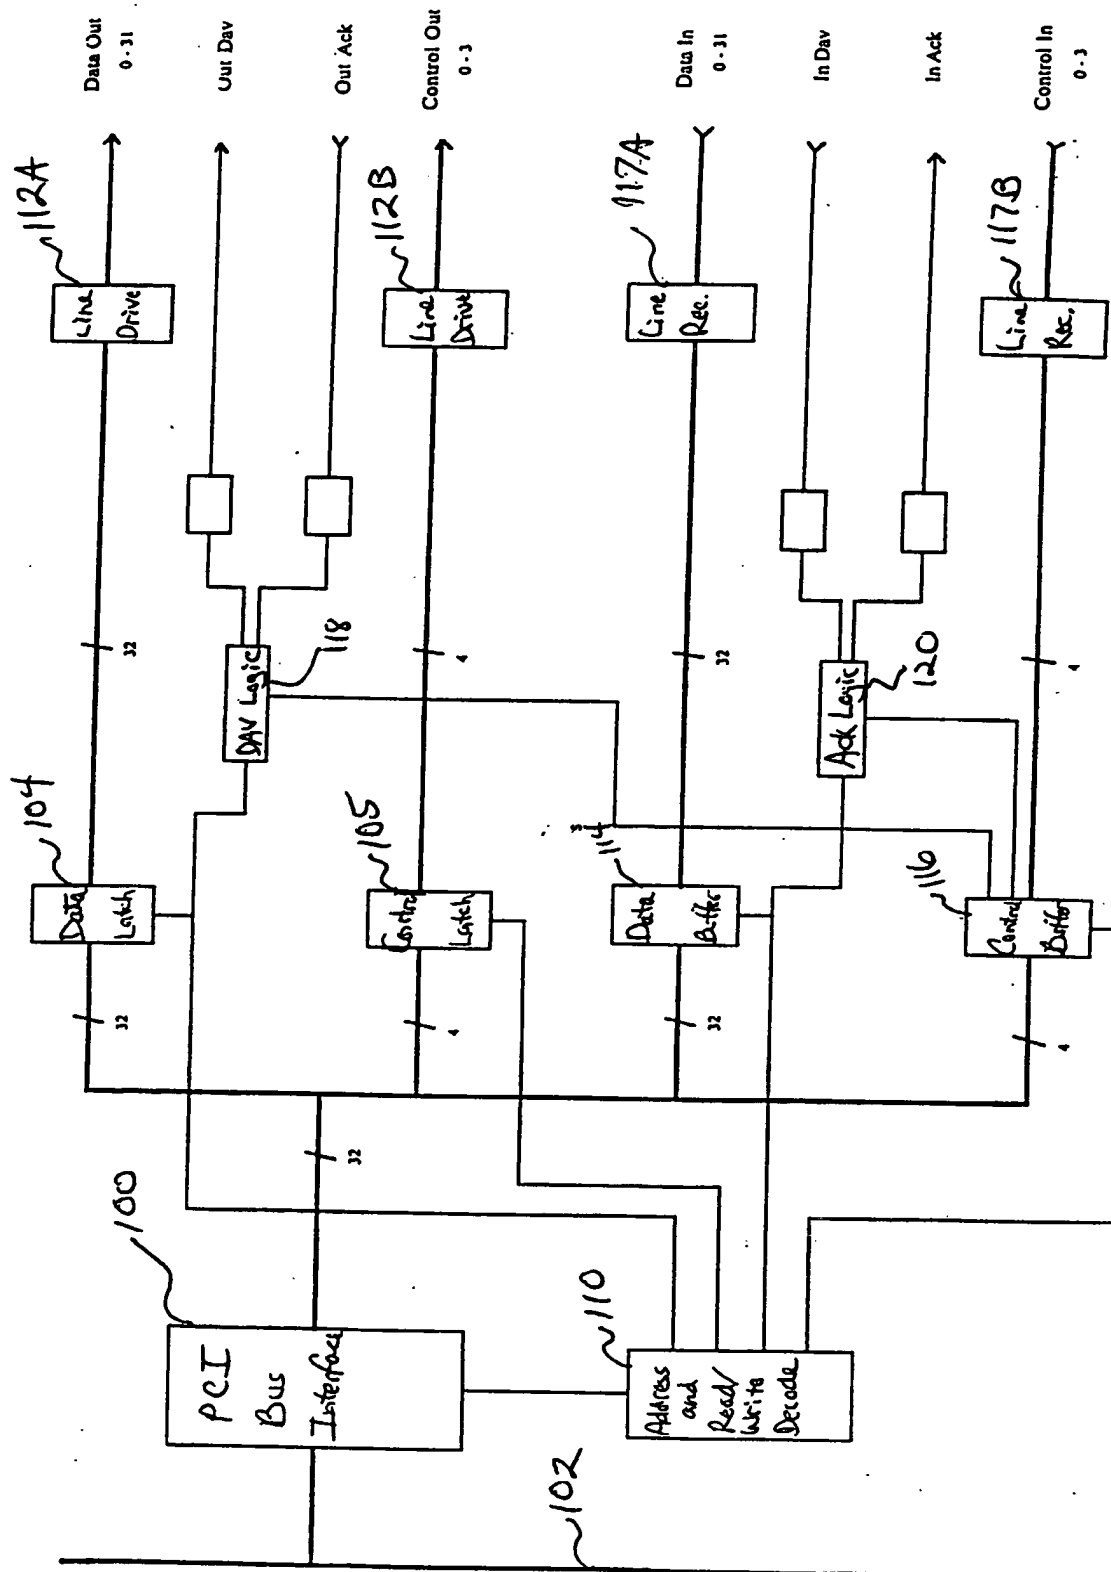 Data Out
0 - 31
Out Dav
Out Ack
Control Out
0 - 3
Data In
0 - 31
In Dav
In Ack
Control In
0 - 3
112A
Line
Drive
112B
Line
Drive
117A
Line
Rec.
117B
Line
Rec.
32
118
DAV Logic
4
32
120
Ack Logic
4
104
Data
Latch
105
Control
Latch
114
Data
Buffer
116
Control
Buffer
32
4
32
4
32
100
PCI
Bus
Interface
110
Address
and
Read/
Write
Decode
102